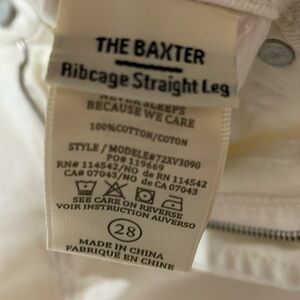 THE BAXTER
Ribcage Straight Leg
NEVER SLEEPS
BECAUSE WE CARE
100%COTTON/COTON
STYLE / MODELE#72XV3090
PO# 119669
RN# 114542/NO de RN 114542
CA# 07043/NO de CA 07043
SEE CARE ON REVERSE
VOIR INSTRUCTION AUVERSO
28
MADE IN CHINA
FABRIQUÉ EN CHINE